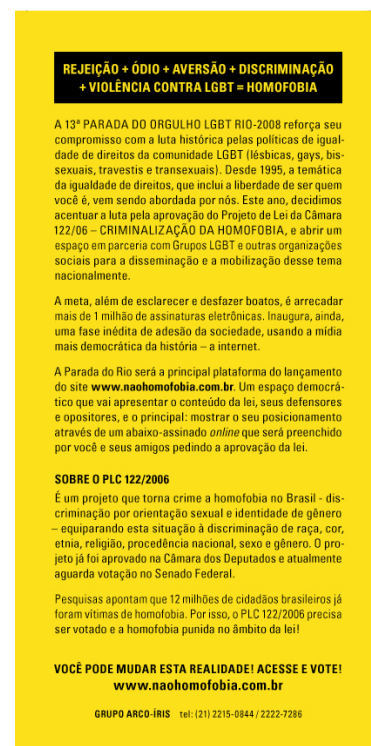 REJEIÇÃO + ÓDIO + AVERSÃO + DISCRIMINAÇÃO
+ VIOLÊNCIA CONTRA LGBT = HOMOFOBIA
A 13ª PARADA DO ORGULHO LGBT RIO-2008 reforça seu
compromisso com a luta histórica pelas políticas de igual-
dade de direitos da comunidade LGBT (lésbicas, gays, bis-
sexuais, travestis e transexuais). Desde 1995, a temática
da igualdade de direitos, que inclui a liberdade de ser quem
você é, vem sendo abordada por nós. Este ano, decidimos
acentuar a luta pela aprovação do Projeto de Lei da Câmara
122/06 – CRIMINALIZAÇÃO DA HOMOFOBIA, e abrir um
espaço em parceria com Grupos LGBT e outras organizações
sociais para a disseminação e a mobilização desse tema
nacionalmente.
A meta, além de esclarecer e desfazer boatos, é arrecadar
mais de 1 milhão de assinaturas eletrônicas. Inaugura, ainda,
uma fase inédita de adesão da sociedade, usando a mídia
mais democrática da história – a internet.
A Parada do Rio será a principal plataforma do lançamento
do site www.naohomofobia.com.br. Um espaço democrá-
tico que vai apresentar o conteúdo da lei, seus defensores
e opositores, e o principal: mostrar o seu posicionamento
através de um abaixo-assinado online que será preenchido
por você e seus amigos pedindo a aprovação da lei.
SOBRE O PLC 122/2006
É um projeto que torna crime a homofobia no Brasil - dis-
criminação por orientação sexual e identidade de gênero
– equiparando esta situação à discriminação de raça, cor,
etnia, religião, procedência nacional, sexo e gênero. O pro-
jeto já foi aprovado na Câmara dos Deputados e atualmente
aguarda votação no Senado Federal.
Pesquisas apontam que 12 milhões de cidadãos brasileiros já
foram vítimas de homofobia. Por isso, o PLC 122/2006 precisa
ser votado e a homofobia punida no âmbito da lei!
VOCÊ PODE MUDAR ESTA REALIDADE! ACESSE E VOTE!
www.naohomofobia.com.br
GRUPO ARCO-ÍRIS tel: (21) 2215-0844 / 2222-7286